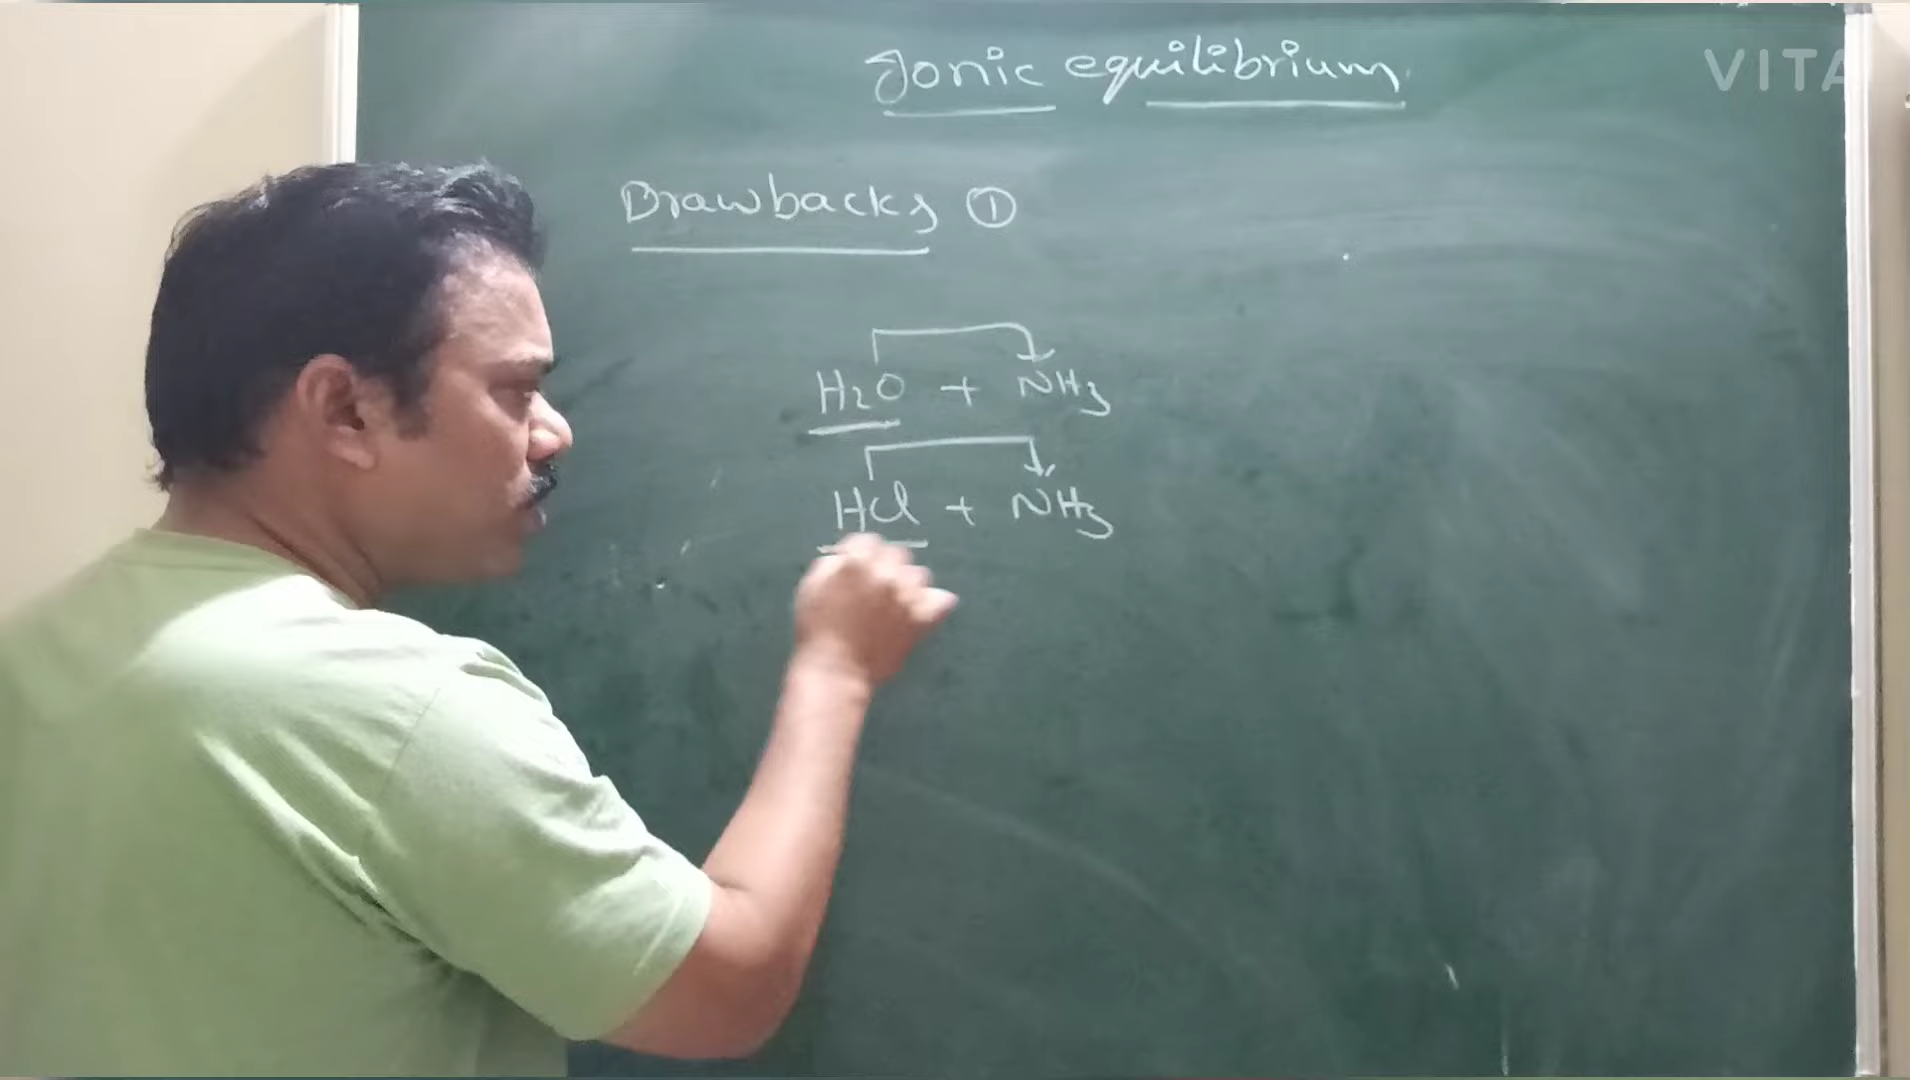 Ionic equilibrium
VITA
Drawbacks ①
H₂O + NH₃
HCl + NH₃